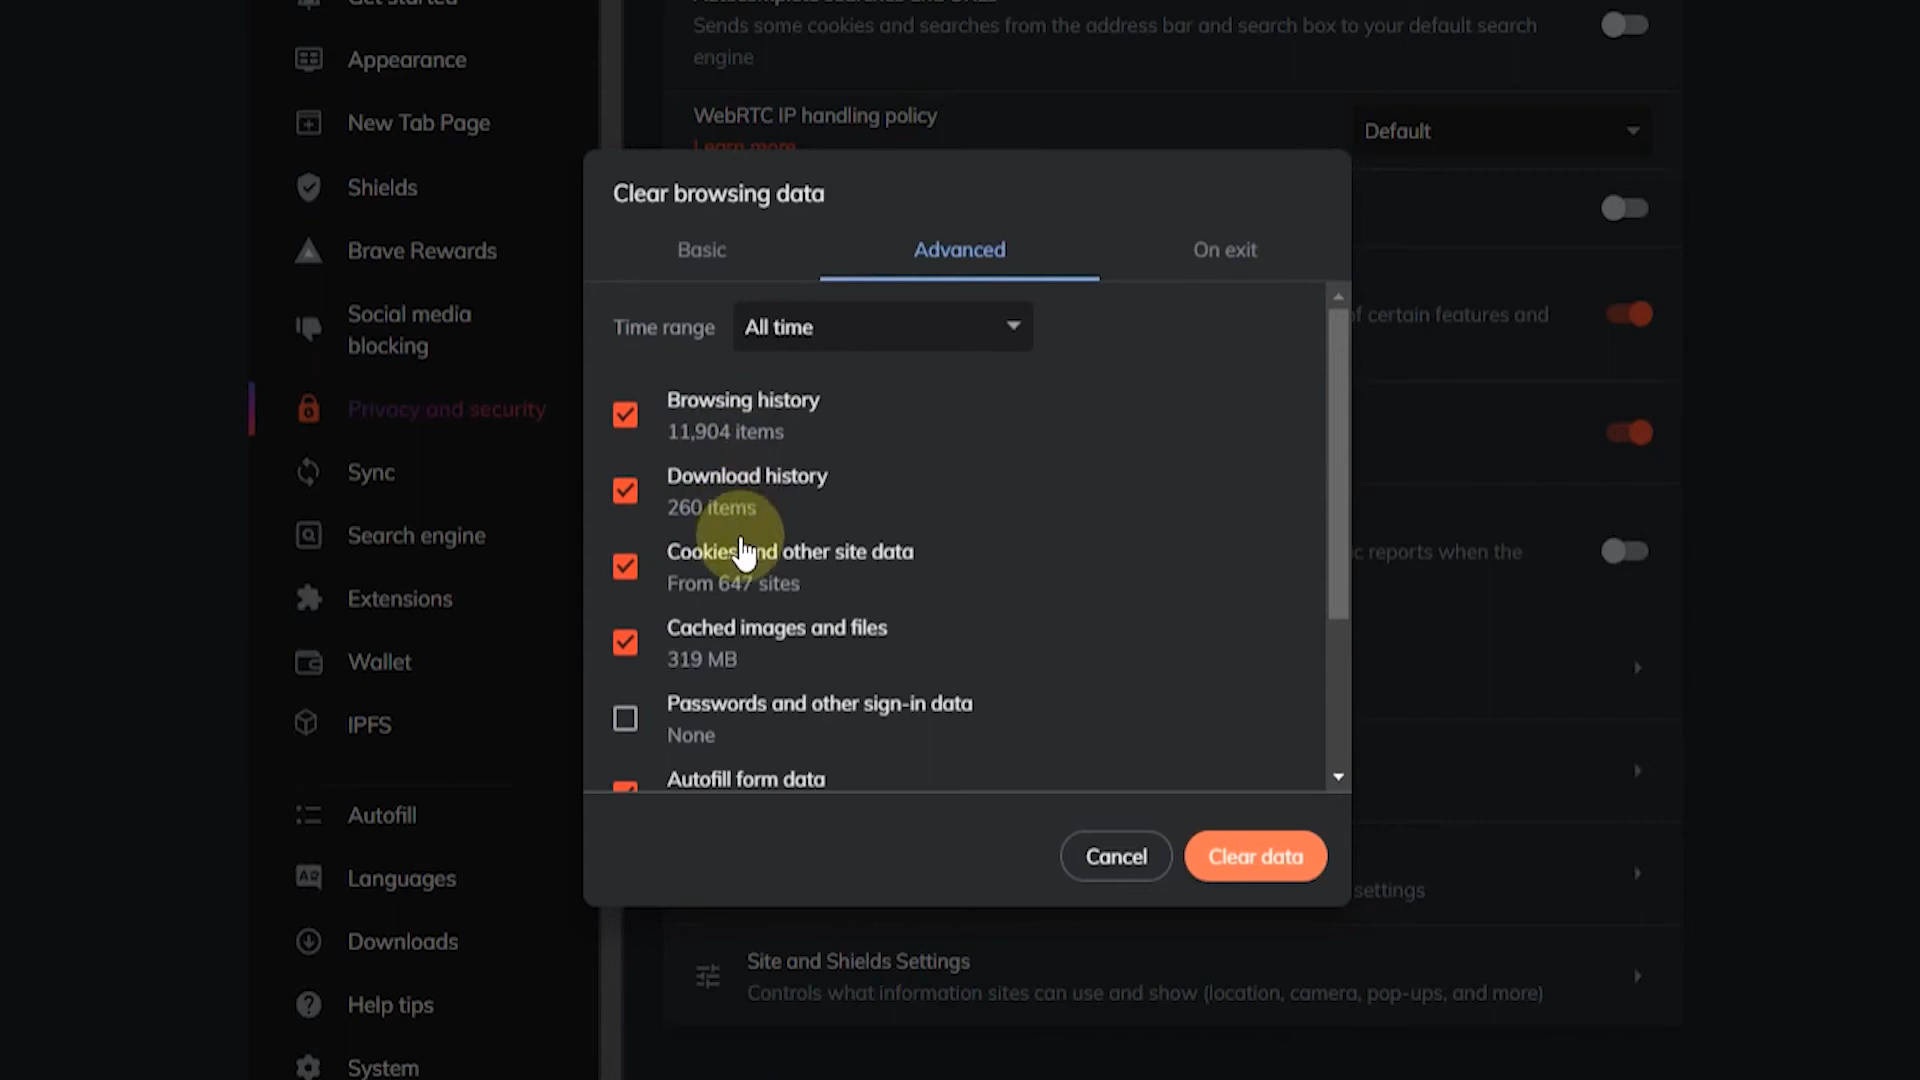 Get started
Appearance
New Tab Page
Shields
Brave Rewards
Social media
blocking
Privacy and security
Sync
Search engine
Extensions
Wallet
IPFS
Autofill
Languages
Downloads
Help tips
System
Sends some cookies and searches from the address bar and search box to your default search
engine
WebRTC IP handling policy
Learn more
Default
Clear browsing data
Basic
Advanced
On exit
Time range
All time
Browsing history
11,904 items
Download history
260 items
Cookies and other site data
From 647 sites
Cached images and files
319 MB
Passwords and other sign-in data
None
Autofill form data
Cancel
Clear data
of certain features and
reports when the
settings
Site and Shields Settings
Controls what information sites can use and show (location, camera, pop-ups, and more)